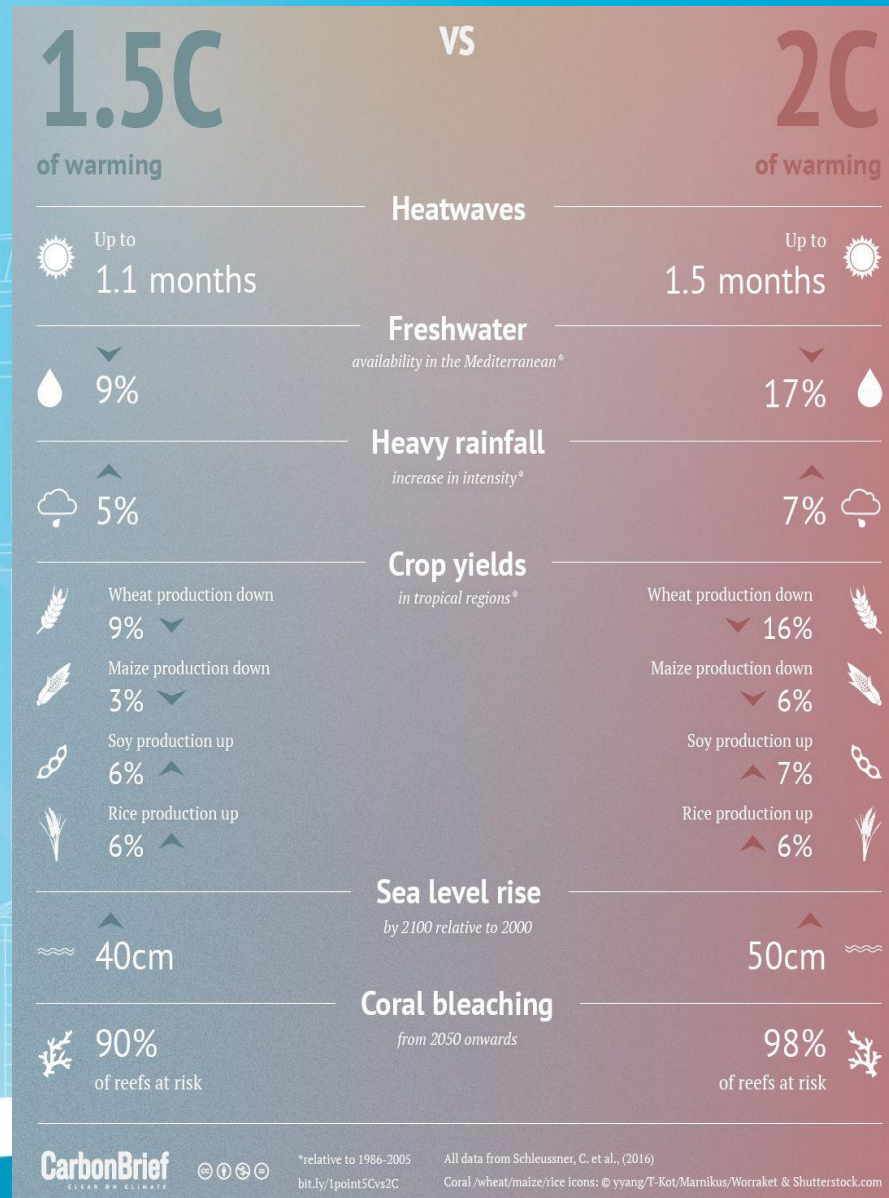 1.5C
VS
2C
of warming
of warming
Heatwaves
Up to
1.1 months
Up to
1.5 months
Freshwater
availability in the Mediterranean*
9%
17%
Heavy rainfall
increase in intensity*
5%
7%
Crop yields
in tropical regions*
Wheat production down
9%
Wheat production down
16%
Maize production down
3%
Maize production down
6%
Soy production up
6%
Soy production up
7%
Rice production up
6%
Rice production up
6%
Sea level rise
by 2100 relative to 2000
40cm
50cm
Coral bleaching
from 2050 onwards
90%
of reefs at risk
98%
of reefs at risk
CarbonBrief
CLEAR ON CLIMATE
*relative to 1986-2005
bit.ly/1point5Cvs2C
All data from Schleussner, C. et al., (2016)
Coral /wheat/maize/rice icons: © yyang/T-Kot/Marnikus/Worraket & Shutterstock.com